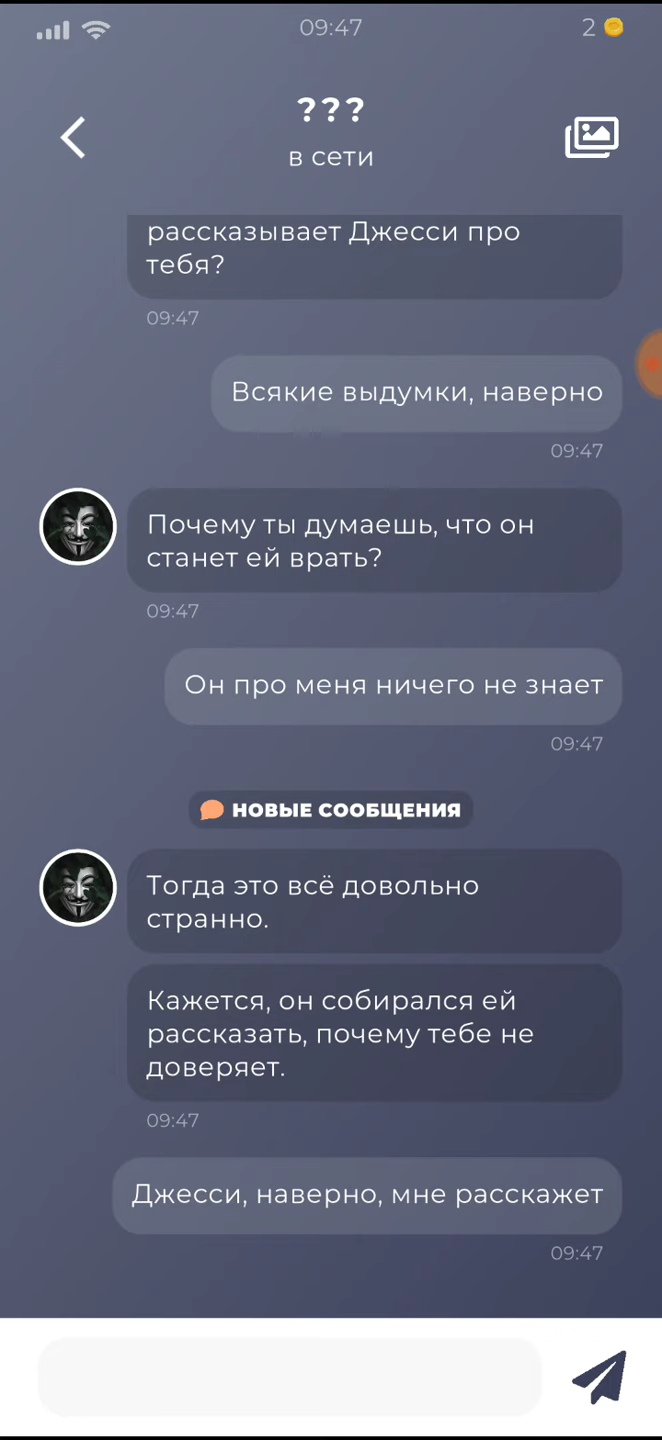 09:47
2
???
в сети
рассказывает Джесси про
тебя?
09:47
Всякие выдумки, наверно
09:47
Почему ты думаешь, что он
станет ей врать?
09:47
Он про меня ничего не знает
09:47
НОВЫЕ СООБЩЕНИЯ
Тогда это всё довольно
странно.
Кажется, он собирался ей
рассказать, почему тебе не
доверяет.
09:47
Джесси, наверно, мне расскажет
09:47